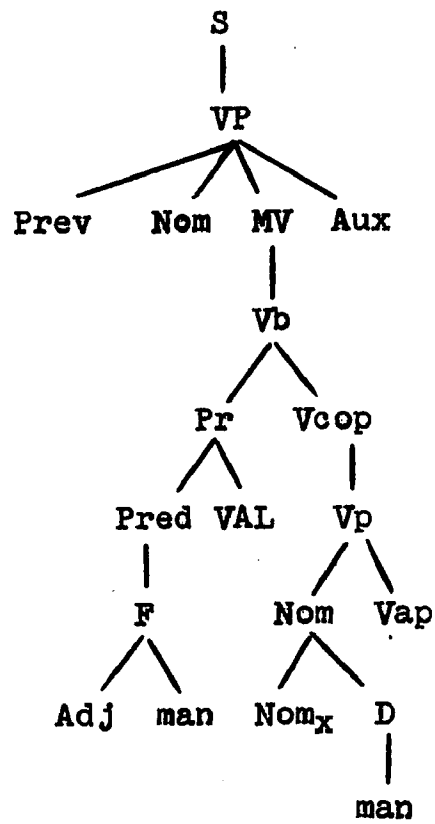 S
VP
Prev Nom MV Aux
Vb
Pr Vcop
Pred VAL Vp
F Nom Vap
Adj man Nomx D
man